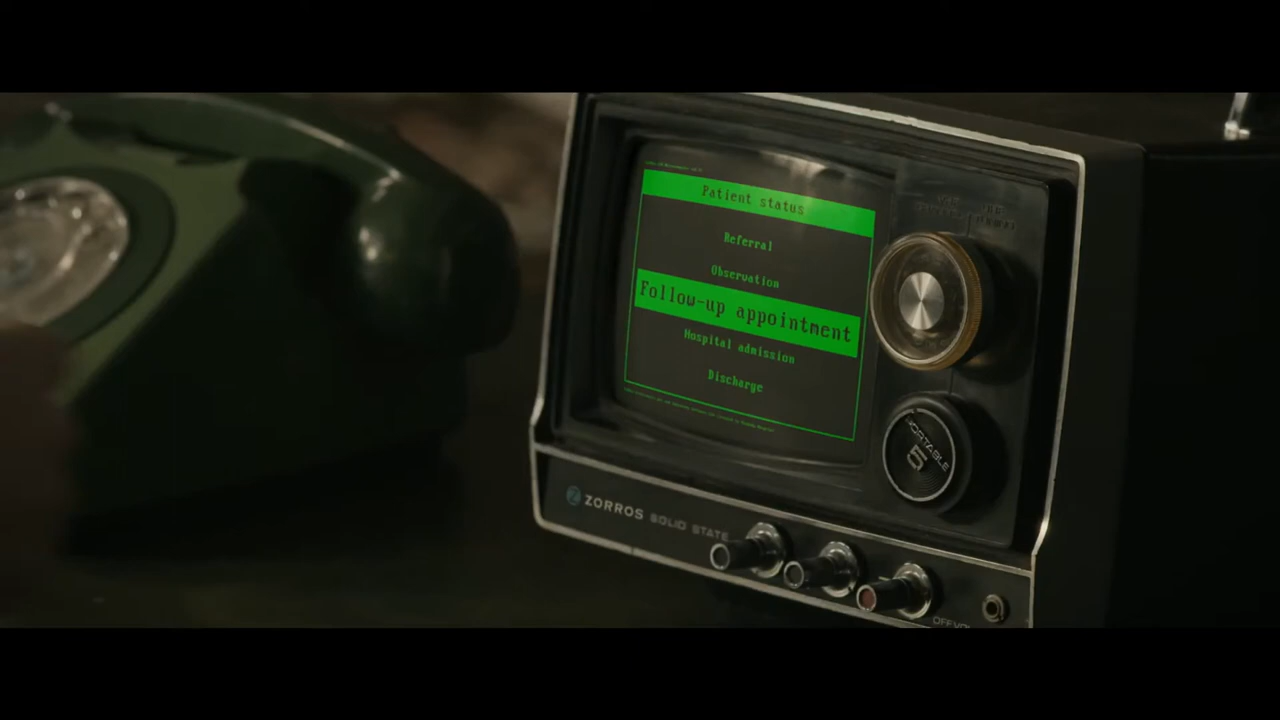 Patient status
Referral
Observation
Follow-up appointment
Hospital admission
Discharge
PORTABLE
5
Z ZORROS SOLID STATE